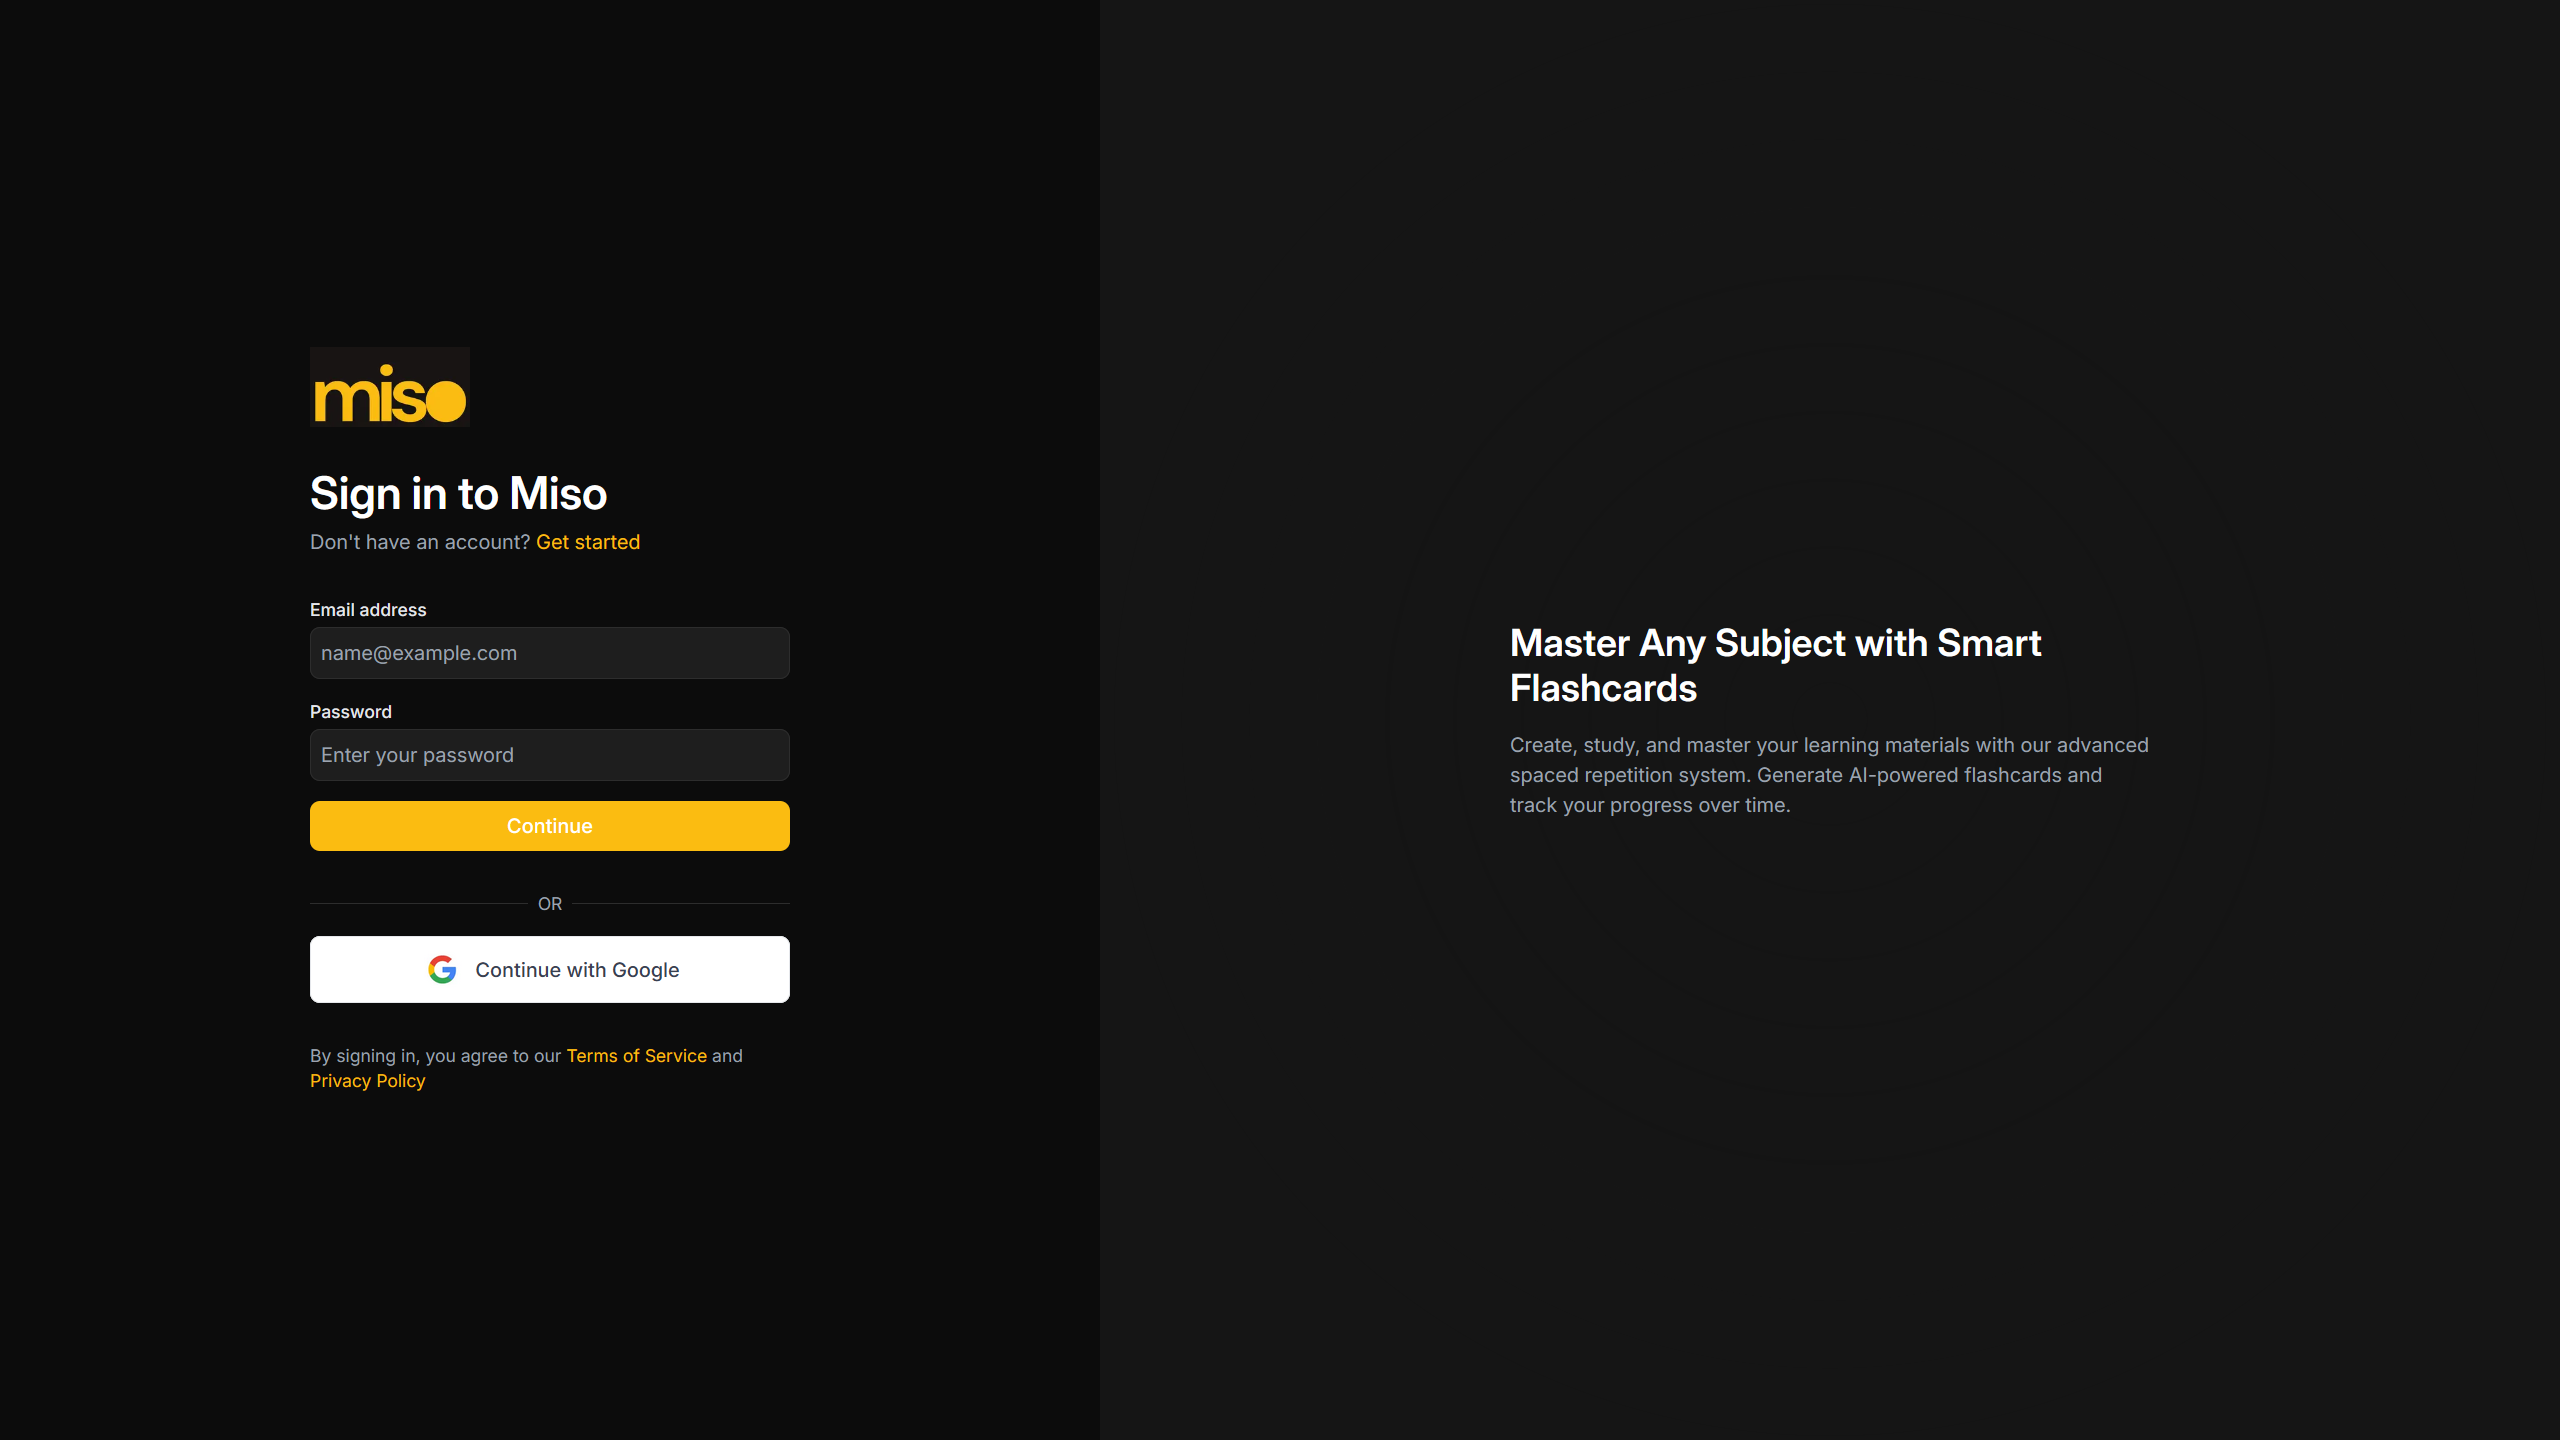 miso
Sign in to Miso
Don't have an account? Get started
Email address
name@example.com
Password
Enter your password
Continue
OR
Continue with Google
By signing in, you agree to our Terms of Service and
Privacy Policy
Master Any Subject with Smart
Flashcards
Create, study, and master your learning materials with our advanced
spaced repetition system. Generate AI-powered flashcards and
track your progress over time.